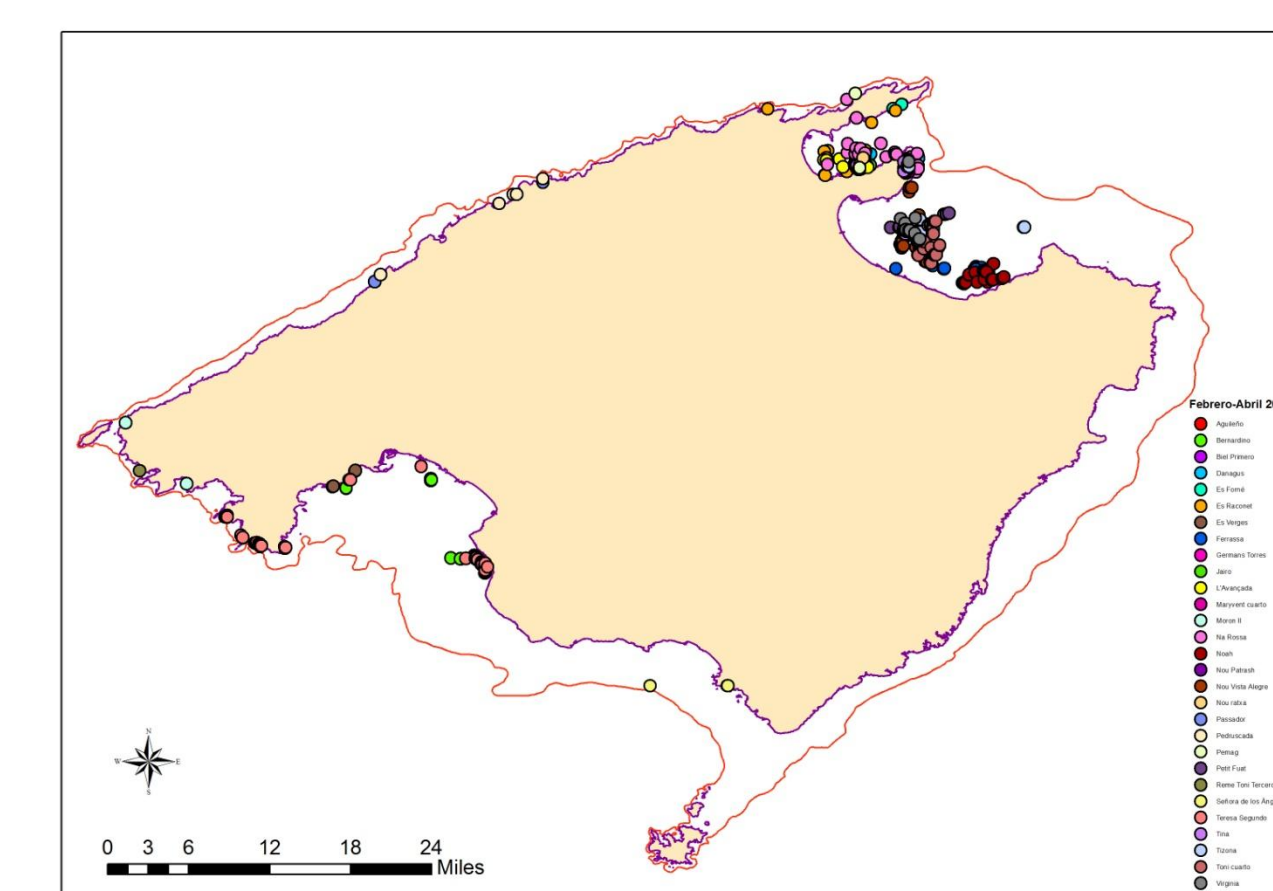 Febrero-Abril 20
Aguileño
Bernardino
Biel Primero
Danagus
Es Forné
Es Raconet
Es Verges
Ferrassa
Germans Torres
Jairo
L'Avançada
Maryvent cuarto
Moron II
Na Rossa
Noah
Nou Patrash
Nou Vista Alegre
Nou ratxa
Passador
Pedruscada
Pemag
Petit Fuat
Reme Toni Tercero
Señora de los Áng
Teresa Segundo
Tina
Tizona
Toni cuarto
Virginia
N
W E
S
0 3 6 12 18 24
Miles